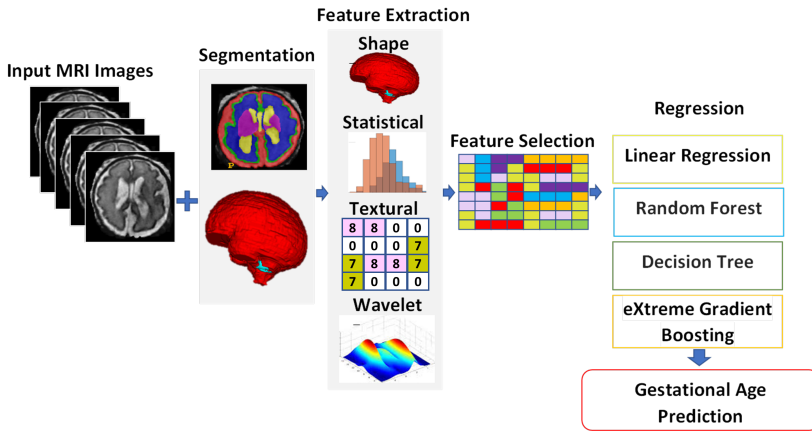 Feature Extraction
Input MRI Images
Segmentation
P
Shape
Statistical
Textural
8 8 0 0
0 0 0 7
7 8 8 7
7 0 0 0
Wavelet
Feature Selection
Regression
Linear Regression
Random Forest
Decision Tree
eXtreme Gradient
Boosting
Gestational Age
Prediction